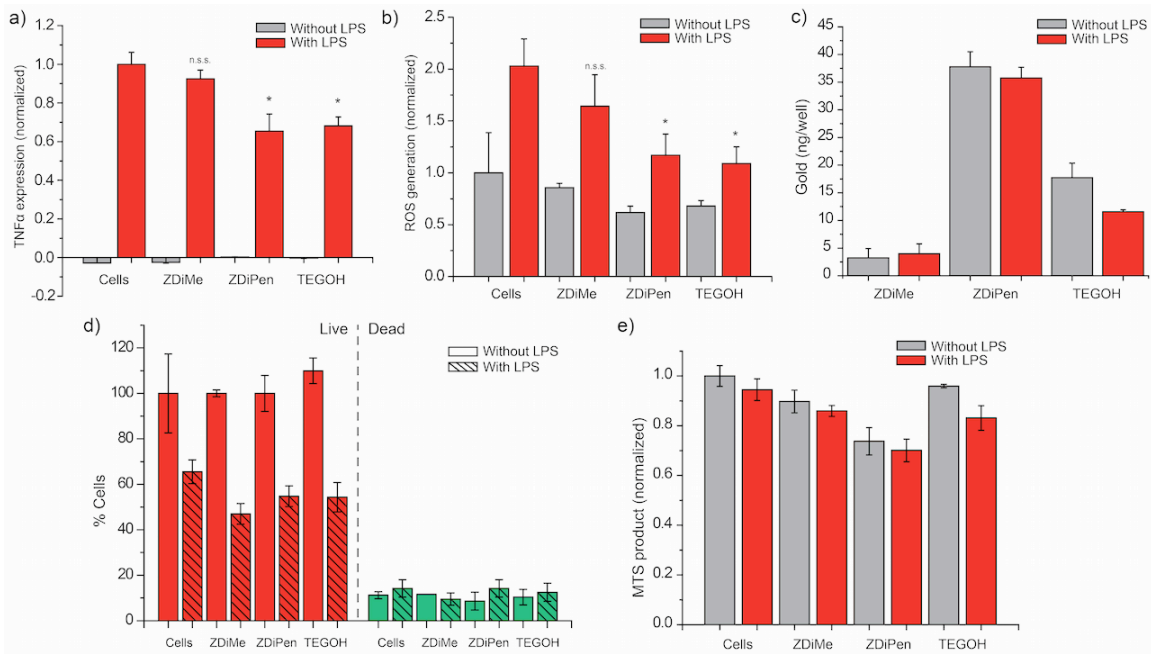 a)
TNFα expression (normalized)
1.2
1.0
0.8
0.6
0.4
0.2
0.0
-0.2
Without LPS
With LPS
n.s.s.
*
*
Cells ZDiMe ZDiPen TEGOH
b)
ROS generation (normalized)
2.5
2.0
1.5
1.0
0.5
0.0
Without LPS
With LPS
n.s.s.
*
*
Cells ZDiMe ZDiPen TEGOH
c)
Gold (ng/well)
45
40
35
30
25
20
15
10
5
0
Without LPS
With LPS
ZDiMe ZDiPen TEGOH
d)
% Cells
120
100
80
60
40
20
0
Live Dead
Without LPS
With LPS
Cells ZDiMe ZDiPen TEGOH Cells ZDiMe ZDiPen TEGOH
e)
MTS product (normalized)
1.0
0.8
0.6
0.4
0.2
0.0
Without LPS
With LPS
Cells ZDiMe ZDiPen TEGOH